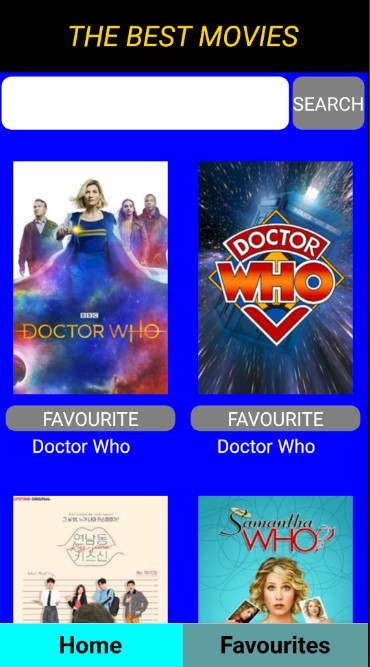 THE BEST MOVIES
SEARCH
BBC
DOCTOR WHO
DOCTOR
WHO
FAVOURITE
FAVOURITE
Doctor Who
Doctor Who
LIFETIME ORIGINAL
연남동
키스신
Samantha
WHO?
Home
Favourites